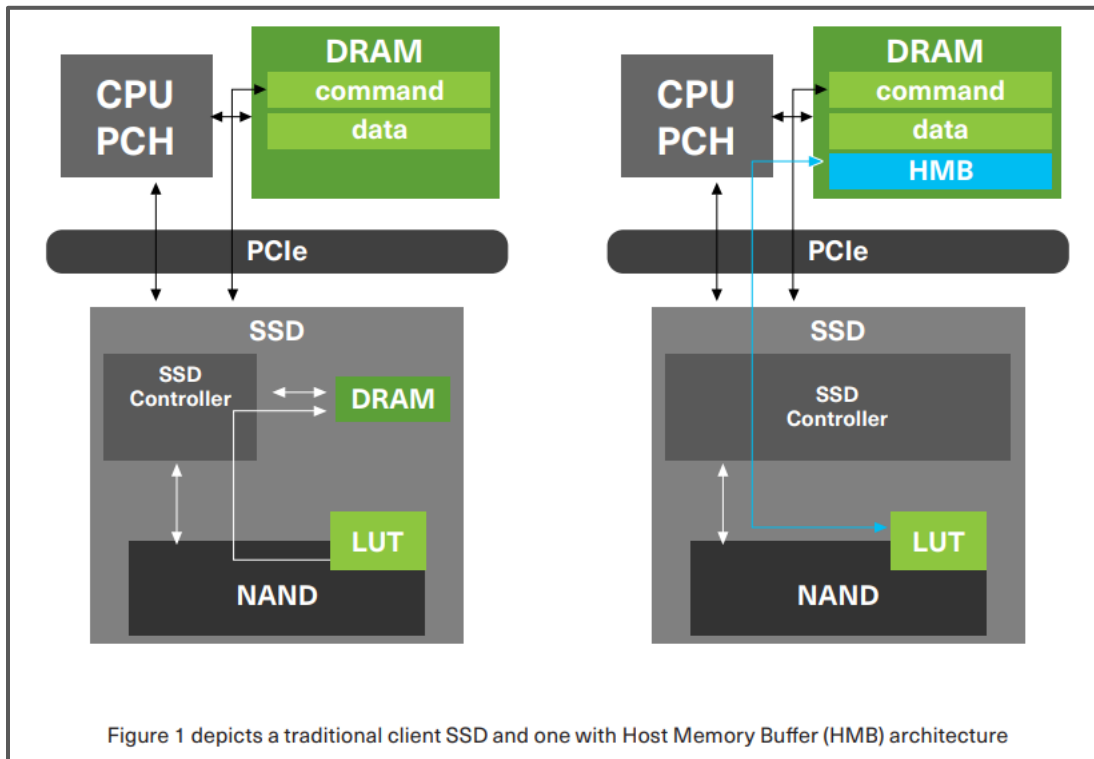 CPU
PCH
DRAM
command
data
PCIe
SSD
SSD
Controller
DRAM
LUT
NAND
CPU
PCH
DRAM
command
data
HMB
PCIe
SSD
SSD
Controller
LUT
NAND
Figure 1 depicts a traditional client SSD and one with Host Memory Buffer (HMB) architecture